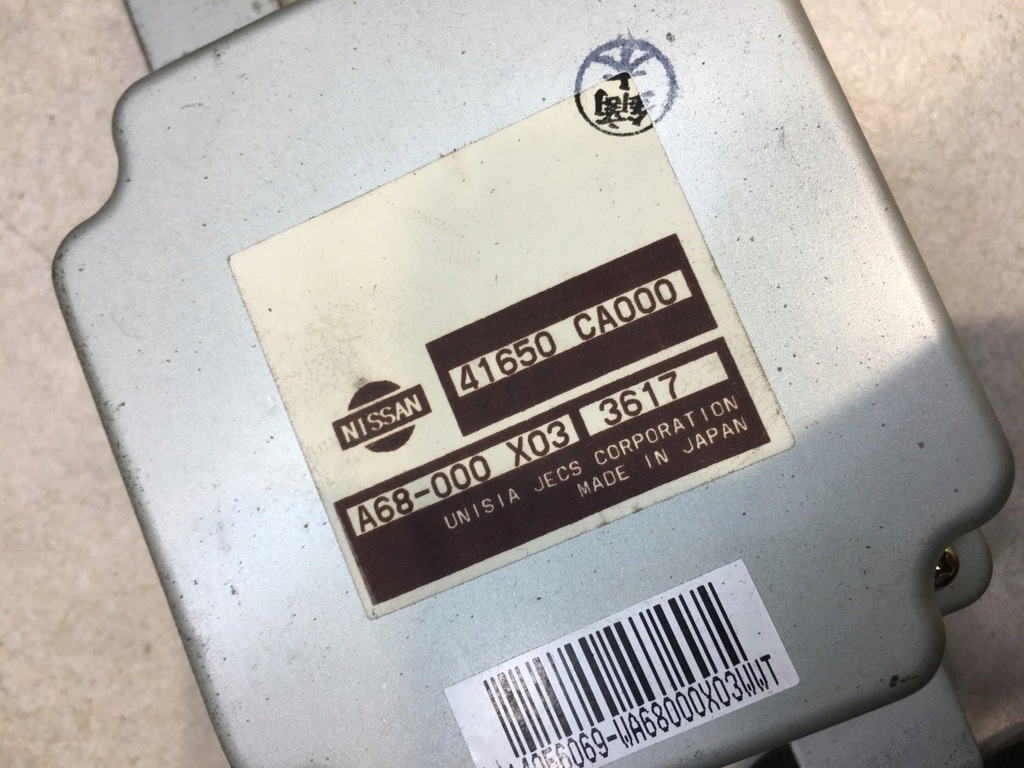 41650 CA000
NISSAN
A68-000 X03 3617
UNISIA JECS CORPORATION
MADE IN JAPAN